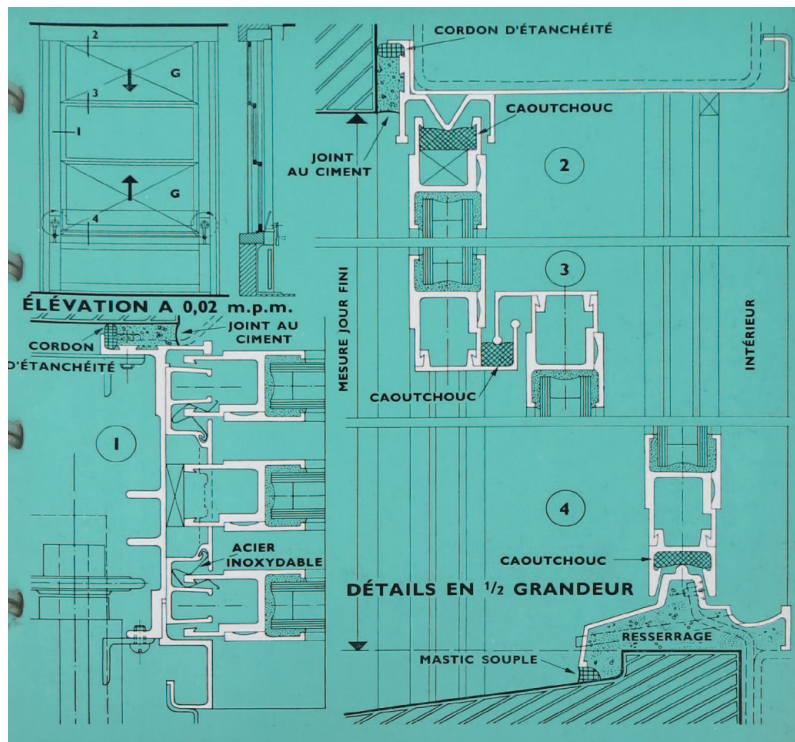 2
G
3
1
G
4
ÉLÉVATION A 0,02 m.p.m.
CORDON
D'ÉTANCHÉITÉ
JOINT AU
CIMENT
1
ACIER
INOXYDABLE
CORDON D'ÉTANCHÉITÉ
CAOUTCHOUC
JOINT
AU CIMENT
2
3
MESURE JOUR FINI
INTÉRIEUR
CAOUTCHOUC
4
CAOUTCHOUC
DÉTAILS EN 1/2 GRANDEUR
RESSERRAGE
MASTIC SOUPLE